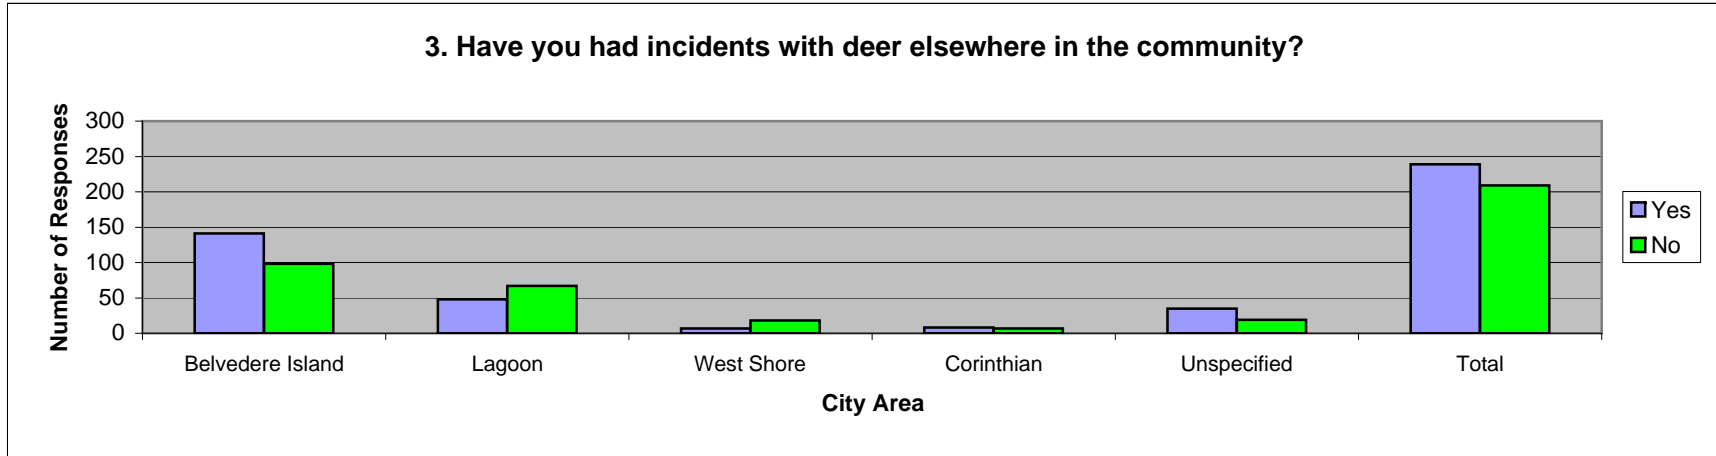 3. Have you had incidents with deer elsewhere in the community?
Number of Responses
300
250
200
150
100
50
0
Belvedere Island
Lagoon
West Shore
Corinthian
Unspecified
Total
City Area
Yes
No